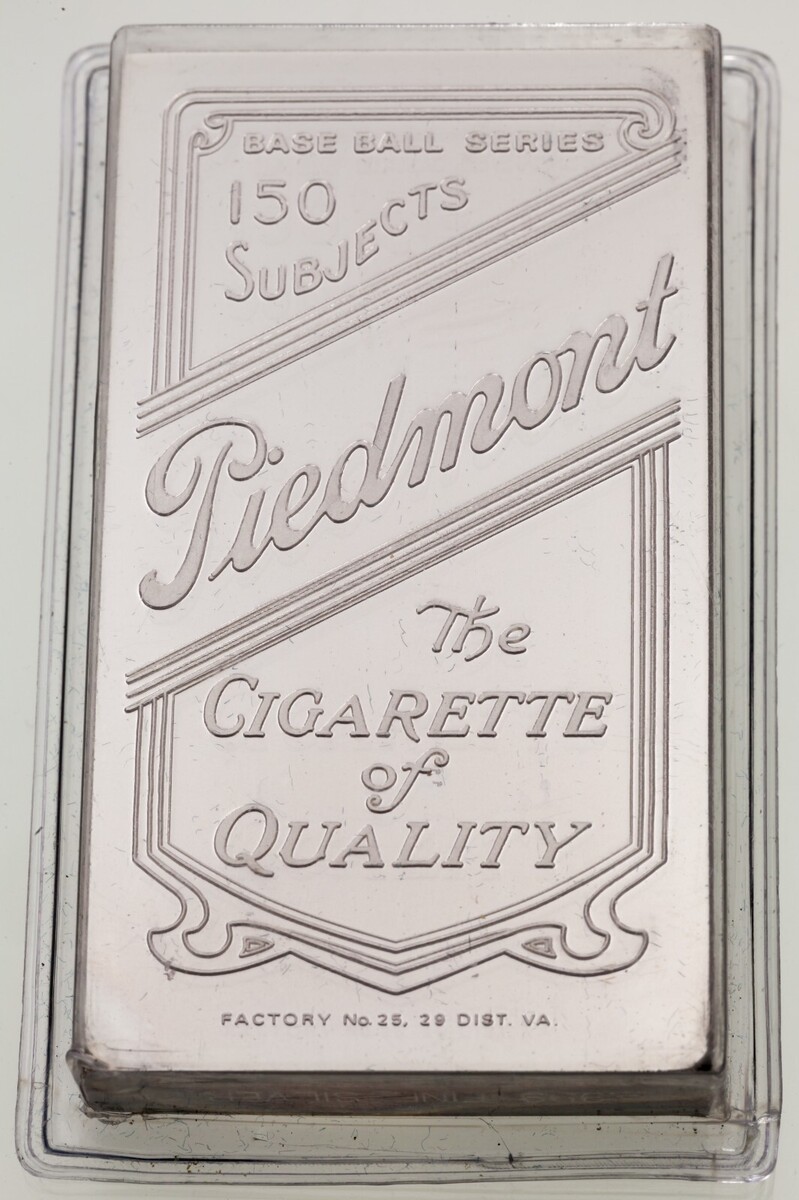 BASE BALL SERIES
150
SUBJECTS
Piedmont
The
CIGARETTE
of
QUALITY
FACTORY No. 25, 29 DIST. VA.